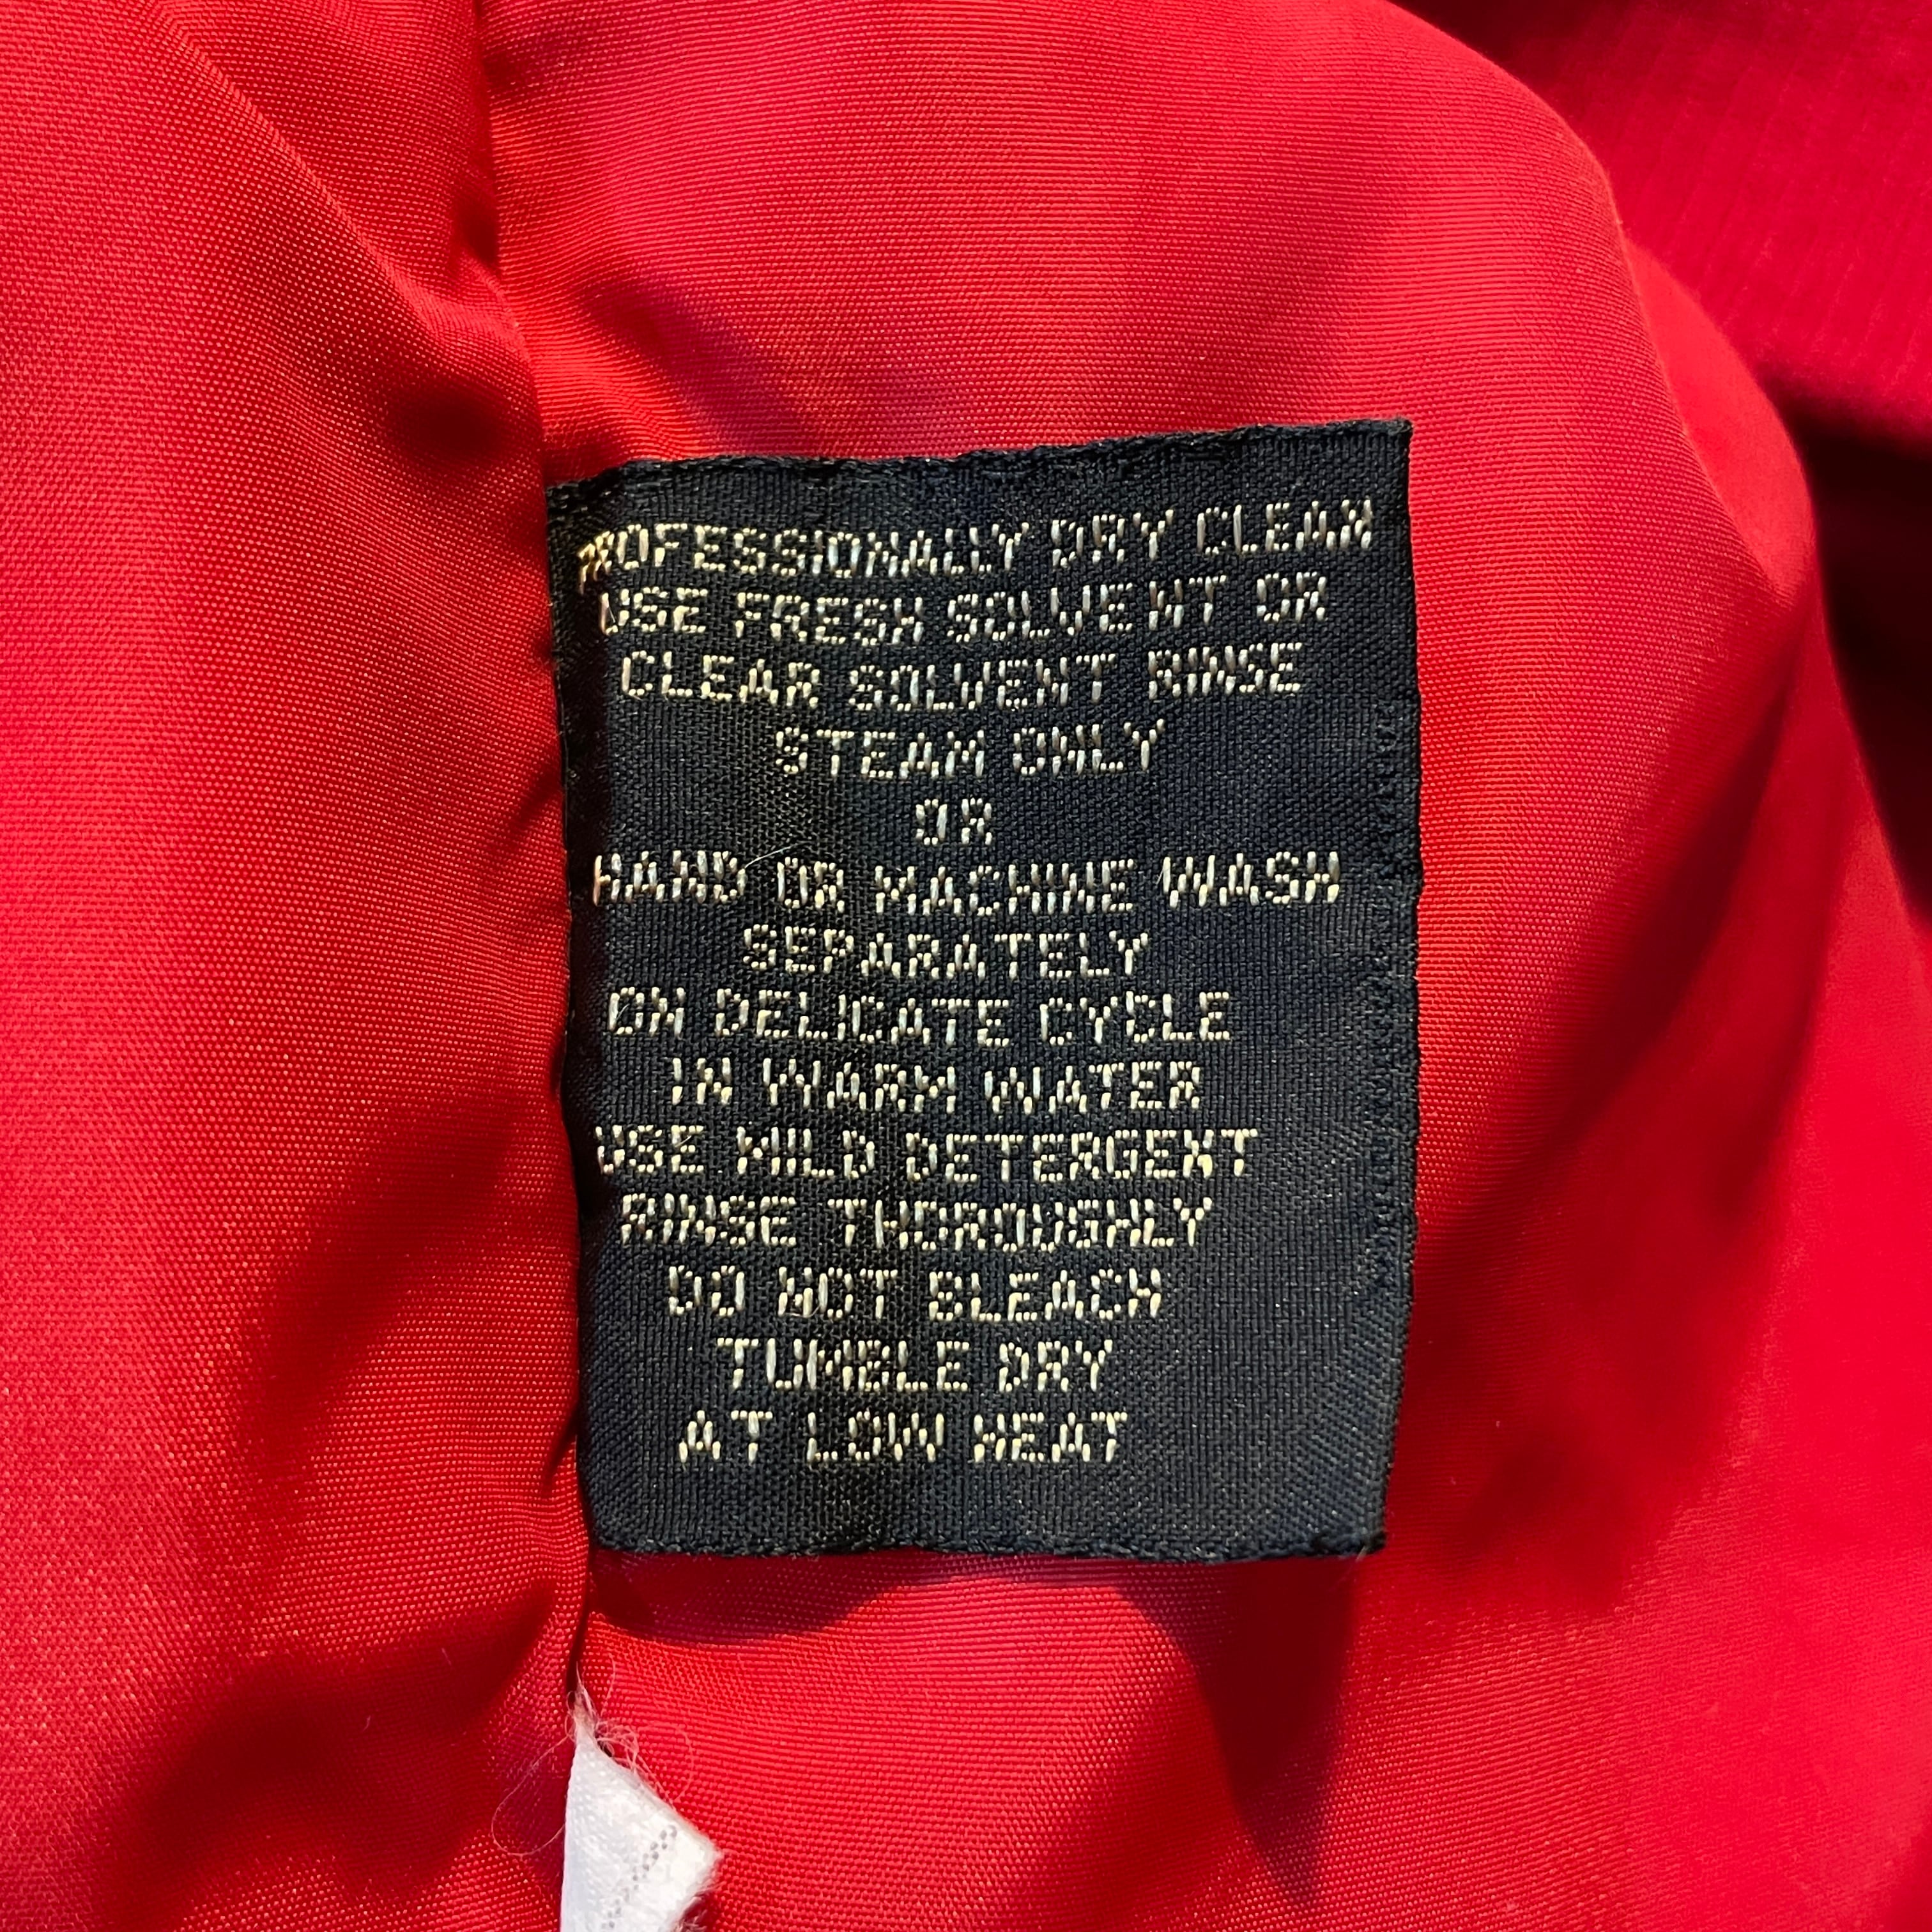 PROFESSIONALLY DRY CLEAN
USE FRESH SOLVENT OR
CLEAR SOLVENT RINSE
STEAM ONLY
OR
HAND OR MACHINE WASH
SEPARATELY
ON DELICATE CYCLE
IN WARM WATER
USE MILD DETERGENT
RINSE THOROUGHLY
DO NOT BLEACH
TUMBLE DRY
AT LOW HEAT